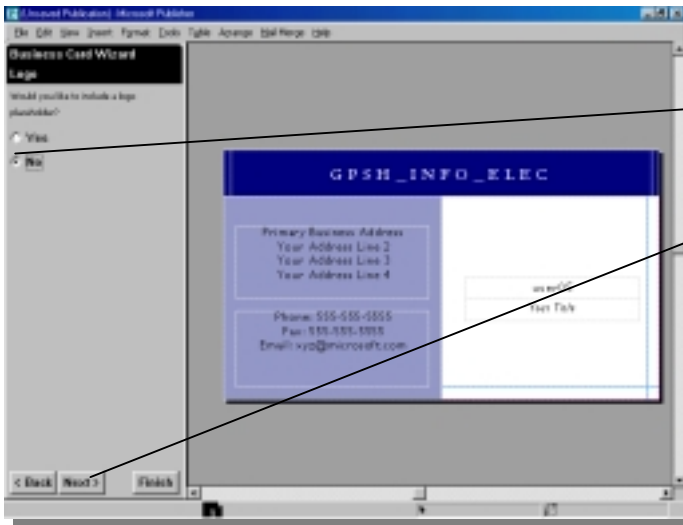 (Unsaved Publication) - Microsoft Publisher
File Edit View Insert Format Tools Table Arrange Mail Merge Help
Business Card Wizard
Logo
Would you like to include a logo
placeholder?
Yes
No
GPSH_INFO_ELEC
Primary Business Address
Your Address Line 2
Your Address Line 3
Your Address Line 4
Phone: 555-555-5555
Fax: 555-555-5555
Email: xyz@microsoft.com
Your Title
< Back
Next >
Finish